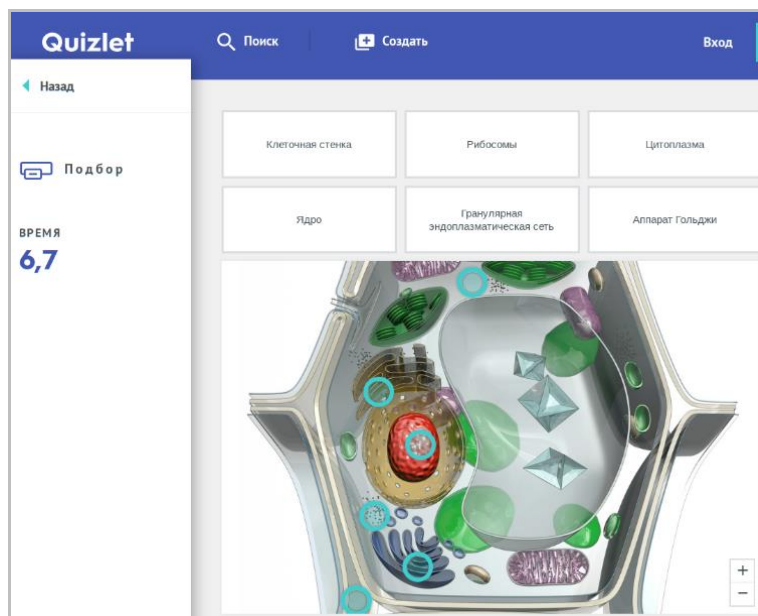 Quizlet
Поиск
Создать
Вход
Назад
Подбор
ВРЕМЯ
6,7
Клеточная стенка
Рибосомы
Цитоплазма
Ядро
Гранулярная
эндоплазматическая сеть
Аппарат Гольджи
+
−